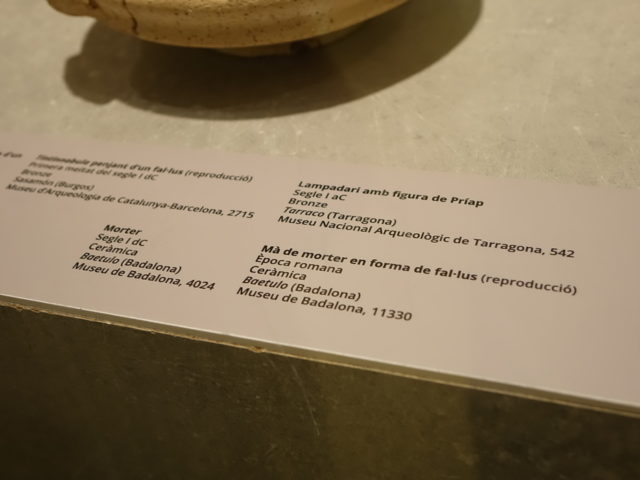 d'un
Tintinnabule penjant d'un fal·lus (reproducció)
Primera meitat del segle I dC
Bronze
Sasamón (Burgos)
Museu d'Arqueologia de Catalunya-Barcelona, 2715
Morter
Segle I dC
Ceràmica
Baetulo (Badalona)
Museu de Badalona, 4024
Lampadari amb figura de Príap
Segle I aC
Bronze
Tarraco (Tarragona)
Museu Nacional Arqueològic de Tarragona, 542
Mà de morter en forma de fal·lus (reproducció)
Època romana
Ceràmica
Baetulo (Badalona)
Museu de Badalona, 11330